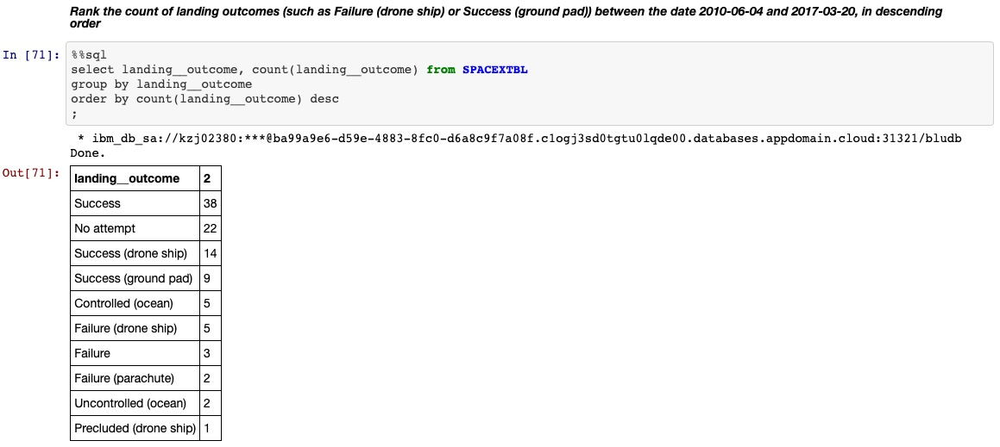 Rank the count of landing outcomes (such as Failure (drone ship) or Success (ground pad)) between the date 2010-06-04 and 2017-03-20, in descending
order
In [71]: %%sql
select landing__outcome, count(landing__outcome) from SPACEXTBL
group by landing__outcome
order by count(landing__outcome) desc
;
* ibm_db_sa://kzj02380:***@ba99a9e6-d59e-4883-8fc0-d6a8c9f7a08f.c1ogj3sd0tgtu0lqde00.databases.appdomain.cloud:31321/bludb
Done.
Out[71]:
landing__outcome 2
Success 38
No attempt 22
Success (drone ship) 14
Success (ground pad) 9
Controlled (ocean) 5
Failure (drone ship) 5
Failure 3
Failure (parachute) 2
Uncontrolled (ocean) 2
Precluded (drone ship) 1